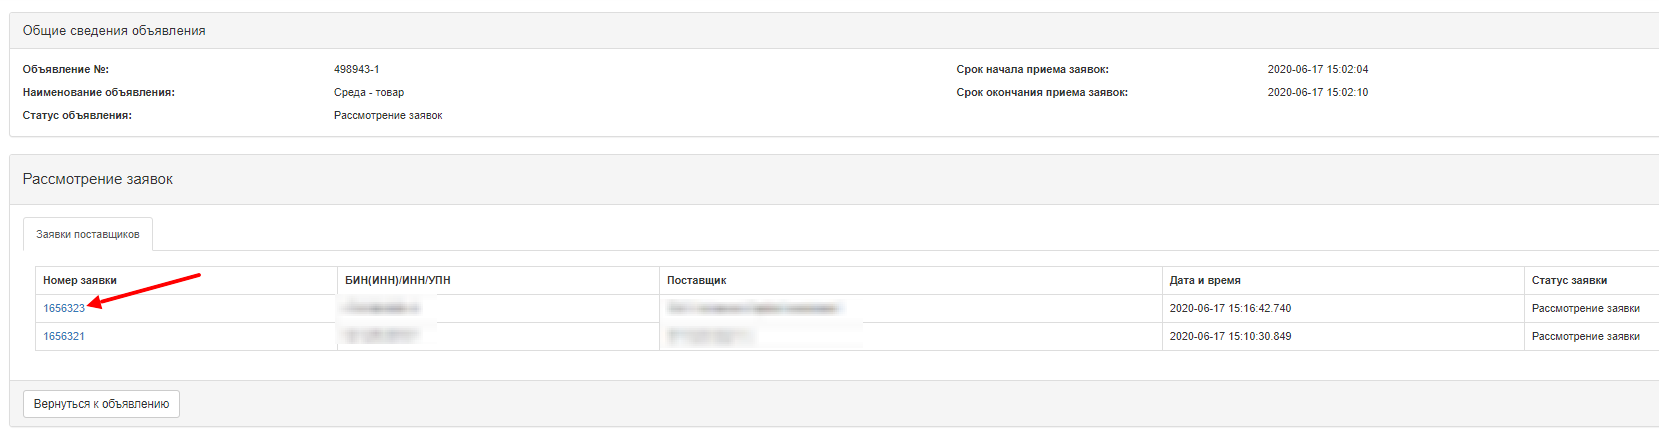 Общие сведения объявления
Объявление №: 498943-1 Срок начала приема заявок: 2020-06-17 15:02:04
Наименование объявления: Среда - товар Срок окончания приема заявок: 2020-06-17 15:02:10
Статус объявления: Рассмотрение заявок
Рассмотрение заявок
Заявки поставщиков
Номер заявки БИН(ИНН)/ИНН/УПН Поставщик Дата и время Статус заявки
1656323 2020-06-17 15:16:42.740 Рассмотрение заявки
1656321 2020-06-17 15:10:30.849 Рассмотрение заявки
Вернуться к объявлению